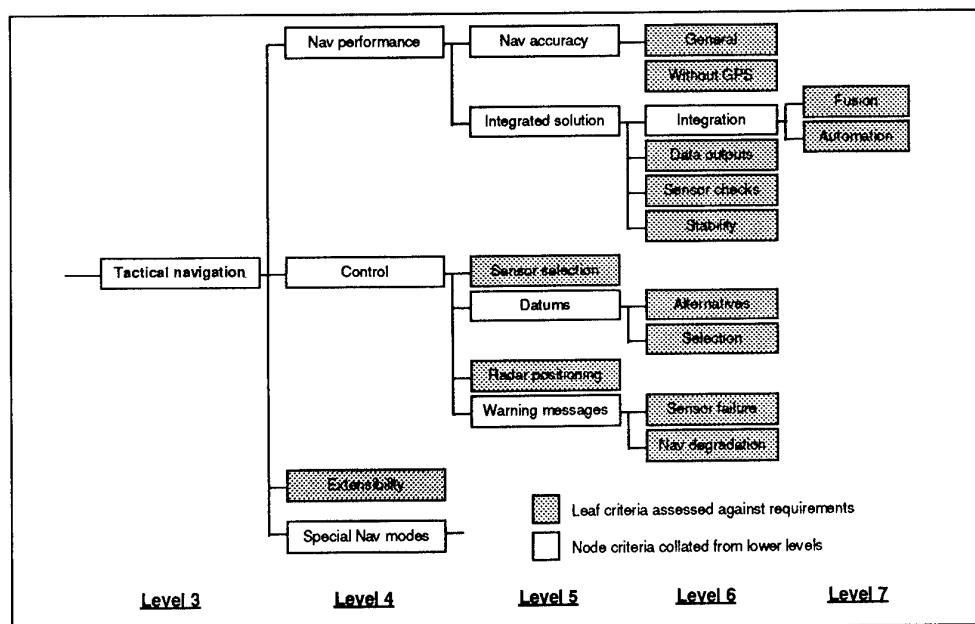 Nav performance
Nav accuracy
General
Without GPS
Fusion
Integrated solution
Integration
Automation
Data outputs
Sensor checks
Stability
Tactical navigation
Control
Sensor selection
Datums
Alternatives
Selection
Radar positioning
Warning messages
Sensor failure
Nav degradation
Extensibility
Leaf criteria assessed against requirements
Special Nav modes
Node criteria collated from lower levels
Level 3
Level 4
Level 5
Level 6
Level 7